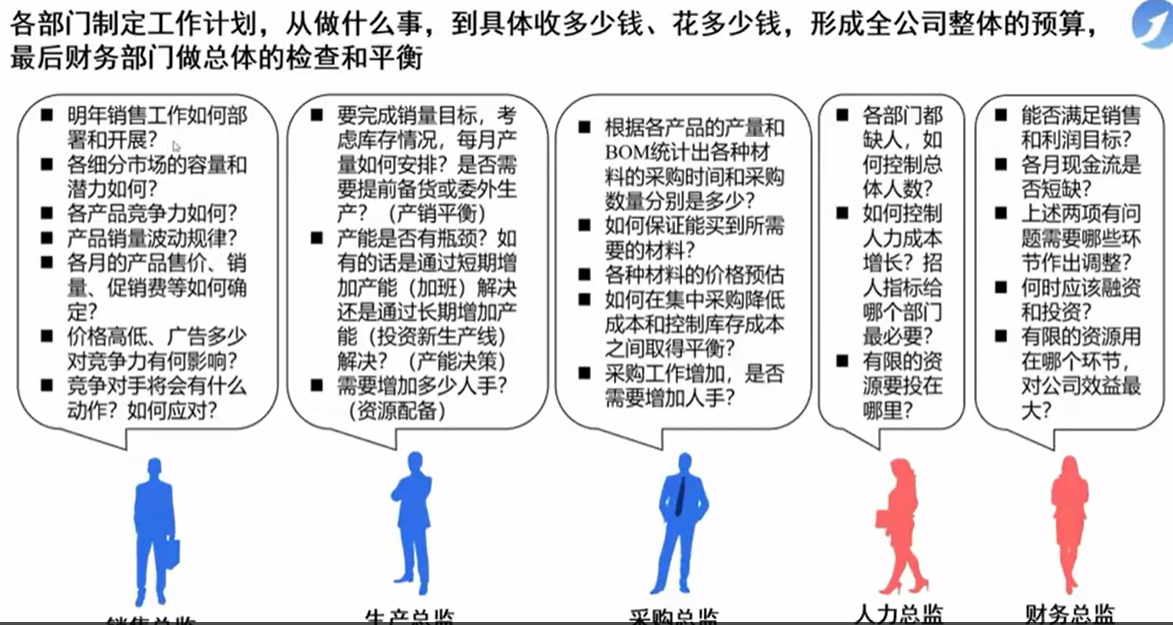 各部门制定工作计划，从做什么事，到具体收多少钱、花多少钱，形成全公司整体的预算，
最后财务部门做总体的检查和平衡
■ 明年销售工作如何部
署和开展？
■ 各细分市场的容量和
潜力如何？
■ 各产品竞争力如何？
■ 产品销量波动规律？
■ 各月的产品售价、销
量、促销费等如何确
定？
■ 价格高低、广告多少
对竞争力有何影响？
■ 竞争对手将会有什么
动作？如何应对？
■ 要完成销量目标，考
虑库存情况，每月产
量如何安排？是否需
要提前备货或委外生
产？（产销平衡）
■ 产能是否有瓶颈？如
有的话是通过短期增
加产能（加班）解决
还是通过长期增加产
能（投资新生产线）
解决？（产能决策）
■ 需要增加多少人手？
（资源配备）
■ 根据各产品的产量和
BOM统计出各种材
料的采购时间和采购
数量分别是多少？
■ 如何保证能买到所需
要的材料？
■ 各种材料的价格预估
■ 如何在集中采购降低
成本和控制库存成本
之间取得平衡？
■ 采购工作增加，是否
需要增加人手？
■ 各部门都
缺人，如
何控制总
体人数？
■ 如何控制
人力成本
增长？招
人指标给
哪个部门
最必要？
■ 有限的资
源要投在
哪里？
■ 能否满足销售
和利润目标？
■ 各月现金流是
否短缺？
■ 上述两项有问
题需要哪些环
节作出调整？
■ 何时应该融资
和投资？
■ 有限的资源用
在哪个环节，
对公司效益最
大？
销售总监
生产总监
采购总监
人力总监
财务总监